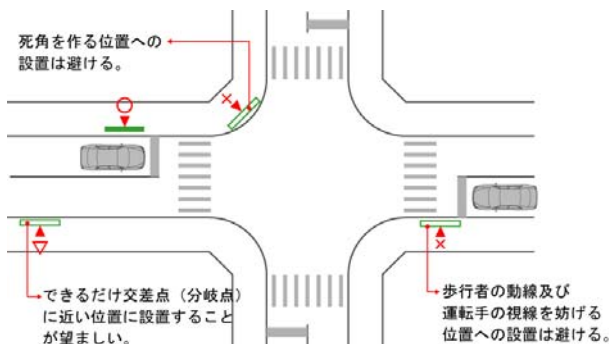 死角を作る位置への
設置は避ける。
できるだけ交差点（分岐点）
に近い位置に設置すること
が望ましい。
歩行者の動線及び
運転手の視線を妨げる
位置への設置は避ける。